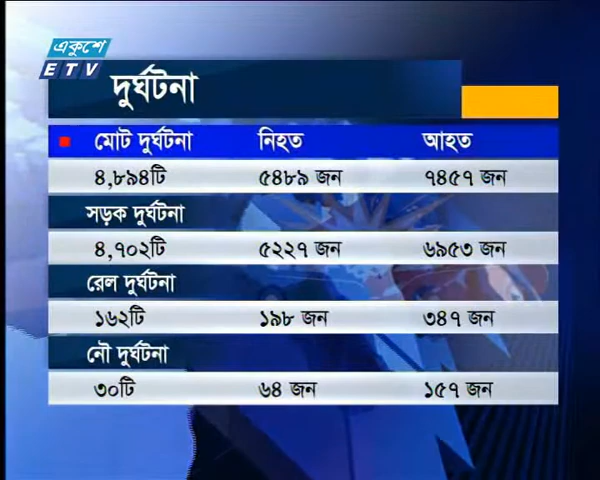 একুশে
ETV
দুর্ঘটনা
মোট দুর্ঘটনা নিহত আহত
৪,৮৯৪টি ৫৪৮৯ জন ৭৪৫৭ জন
সড়ক দুর্ঘটনা
৪,৭০২টি ৫২২৭ জন ৬৯৫৩ জন
রেল দুর্ঘটনা
১৬২টি ১৯৮ জন ৩৪৭ জন
নৌ দুর্ঘটনা
৩০টি ৬৪ জন ১৫৭ জন